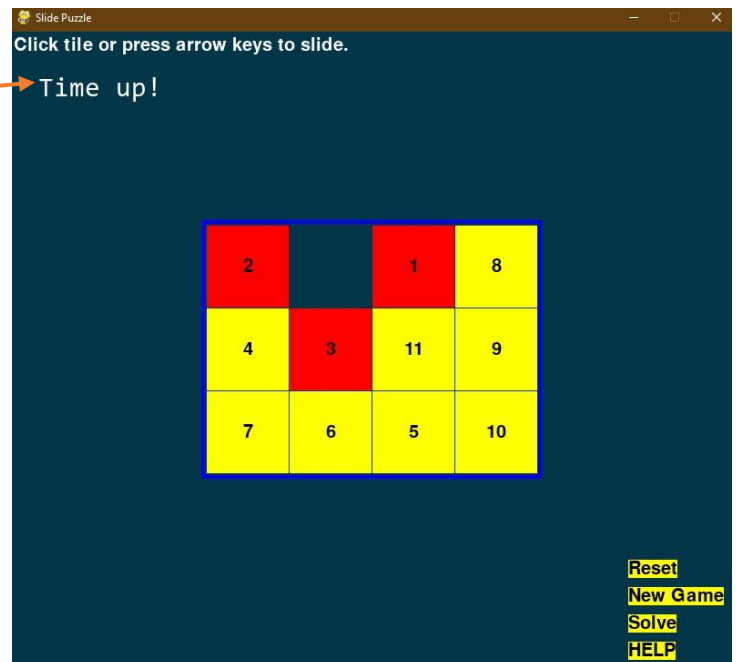 Slide Puzzle
Click tile or press arrow keys to slide.
Time up!
2 1 8
4 3 11 9
7 6 5 10
Reset
New Game
Solve
HELP